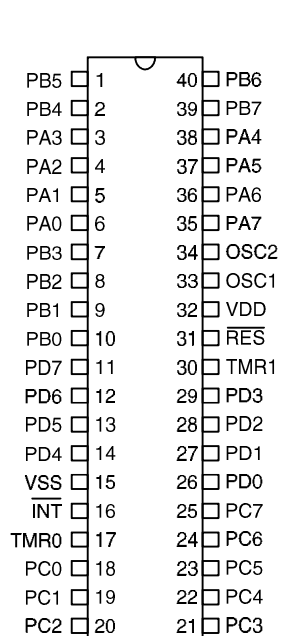 PB5 1 40 PB6
PB4 2 39 PB7
PA3 3 38 PA4
PA2 4 37 PA5
PA1 5 36 PA6
PA0 6 35 PA7
PB3 7 34 OSC2
PB2 8 33 OSC1
PB1 9 32 VDD
PB0 10 31 R̅E̅S̅
PD7 11 30 TMR1
PD6 12 29 PD3
PD5 13 28 PD2
PD4 14 27 PD1
VSS 15 26 PD0
I̅N̅T̅ 16 25 PC7
TMR0 17 24 PC6
PC0 18 23 PC5
PC1 19 22 PC4
PC2 20 21 PC3